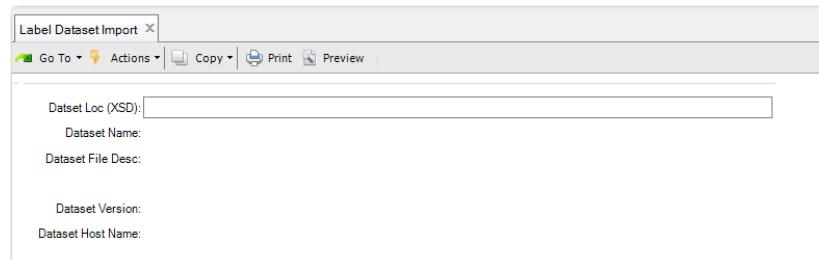 Label Dataset Import
Go To Actions Copy Print Preview
Datset Loc (XSD):
Dataset Name:
Dataset File Desc:
Dataset Version:
Dataset Host Name: